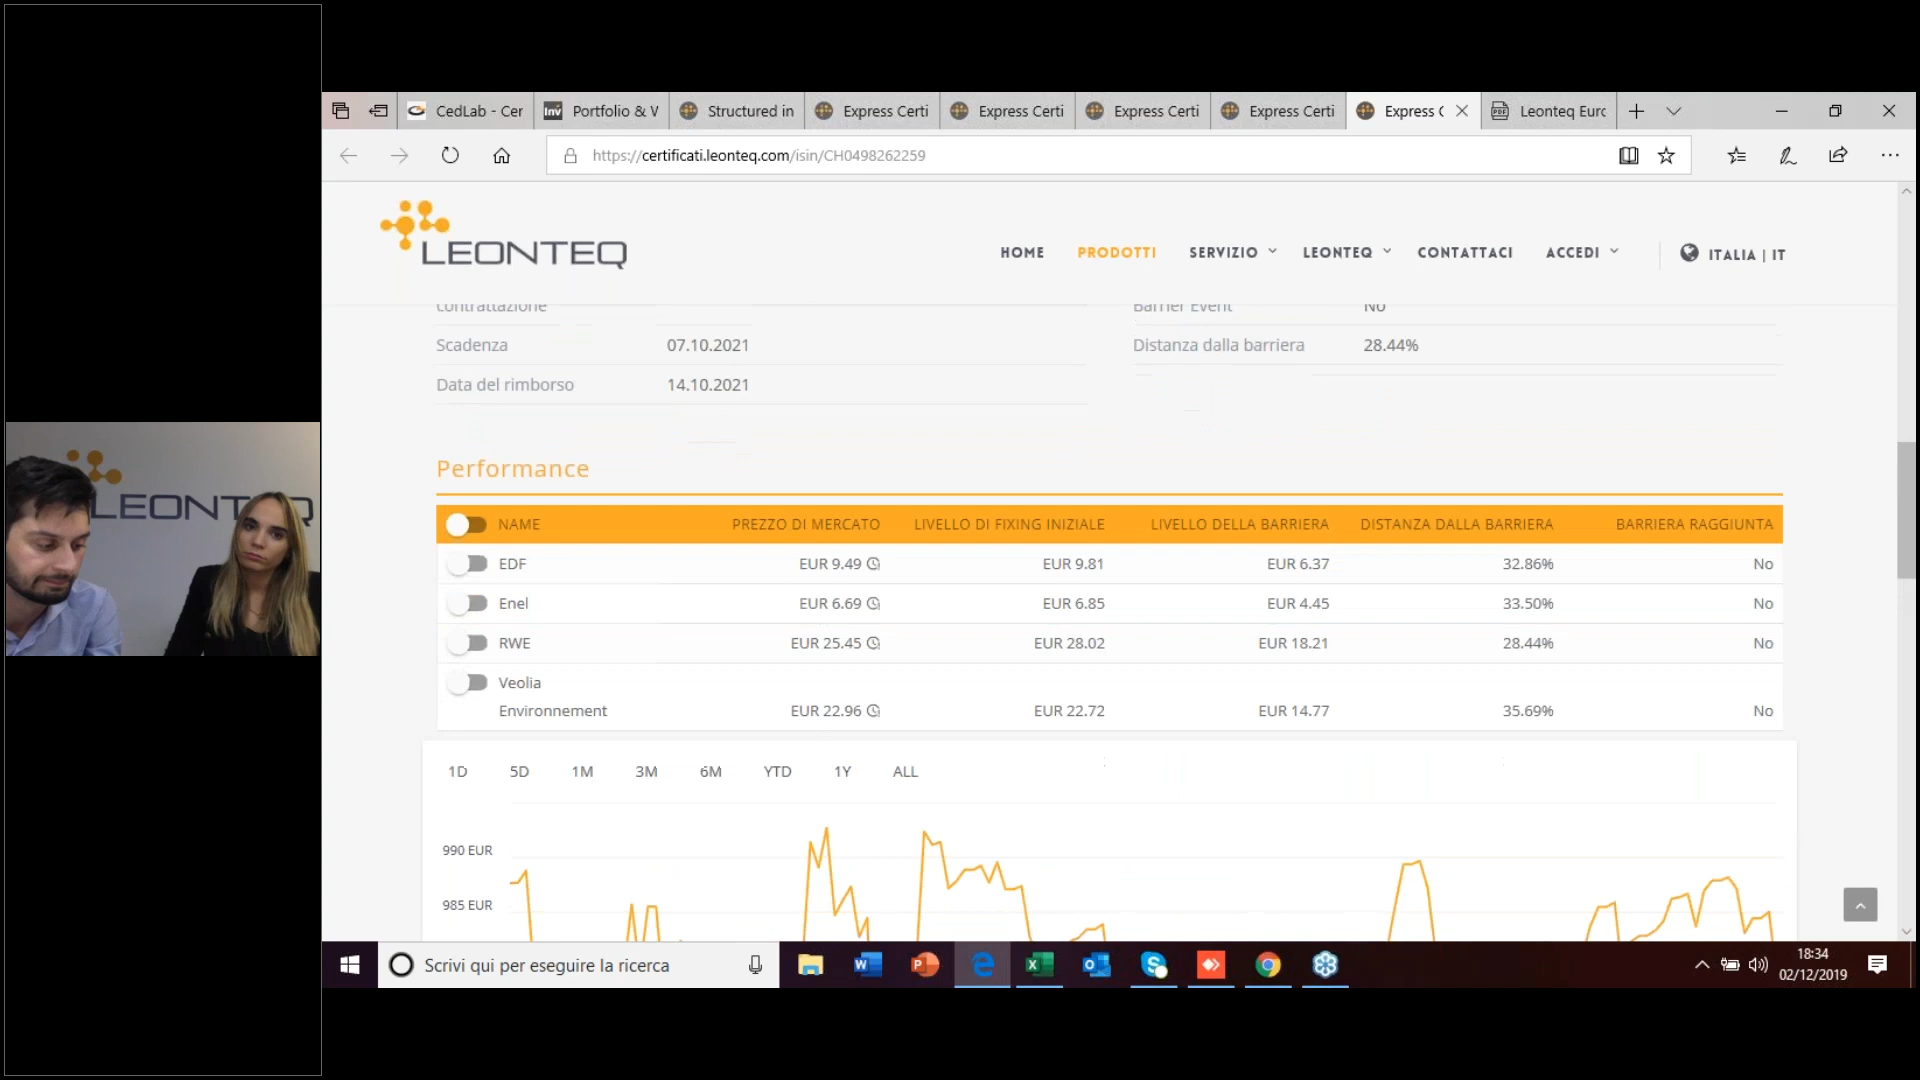 CedLab - Cer
Portfolio & V
Structured in
Express Certi
Express Certi
Express Certi
Express Certi
Express C
Leonteq Eurc
https://certificati.leonteq.com/isin/CH0498262259
LEONTEQ
HOME
PRODOTTI
SERVIZIO
LEONTEQ
CONTATTACI
ACCEDI
ITALIA | IT
contrattazione
Barrier Event No
Scadenza 07.10.2021
Distanza dalla barriera 28.44%
Data del rimborso 14.10.2021
Performance
NAME PREZZO DI MERCATO LIVELLO DI FIXING INIZIALE LIVELLO DELLA BARRIERA DISTANZA DALLA BARRIERA BARRIERA RAGGIUNTA
EDF EUR 9.49 EUR 9.81 EUR 6.37 32.86% No
Enel EUR 6.69 EUR 6.85 EUR 4.45 33.50% No
RWE EUR 25.45 EUR 28.02 EUR 18.21 28.44% No
Veolia
Environnement EUR 22.96 EUR 22.72 EUR 14.77 35.69% No
1D 5D 1M 3M 6M YTD 1Y ALL
990 EUR
985 EUR
LEONTEQ
Scrivi qui per eseguire la ricerca
18:34
02/12/2019